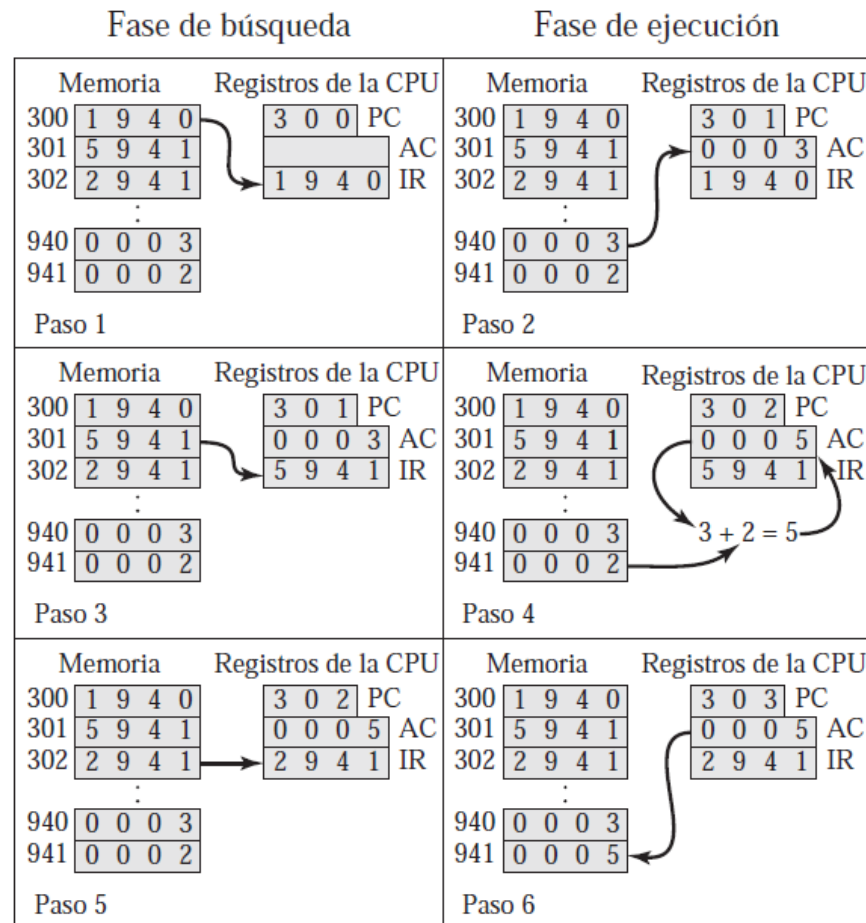 Fase de búsqueda
Fase de ejecución
Memoria Registros de la CPU
300 1 9 4 0 3 0 0 PC
301 5 9 4 1 AC
302 2 9 4 1 1 9 4 0 IR
:
940 0 0 0 3
941 0 0 0 2
Paso 1
Memoria Registros de la CPU
300 1 9 4 0 3 0 1 PC
301 5 9 4 1 0 0 0 3 AC
302 2 9 4 1 1 9 4 0 IR
:
940 0 0 0 3
941 0 0 0 2
Paso 2
Memoria Registros de la CPU
300 1 9 4 0 3 0 1 PC
301 5 9 4 1 0 0 0 3 AC
302 2 9 4 1 5 9 4 1 IR
:
940 0 0 0 3
941 0 0 0 2
Paso 3
Memoria Registros de la CPU
300 1 9 4 0 3 0 2 PC
301 5 9 4 1 0 0 0 5 AC
302 2 9 4 1 5 9 4 1 IR
:
940 0 0 0 3 3 + 2 = 5
941 0 0 0 2
Paso 4
Memoria Registros de la CPU
300 1 9 4 0 3 0 2 PC
301 5 9 4 1 0 0 0 5 AC
302 2 9 4 1 2 9 4 1 IR
:
940 0 0 0 3
941 0 0 0 2
Paso 5
Memoria Registros de la CPU
300 1 9 4 0 3 0 3 PC
301 5 9 4 1 0 0 0 5 AC
302 2 9 4 1 2 9 4 1 IR
:
940 0 0 0 3
941 0 0 0 5
Paso 6